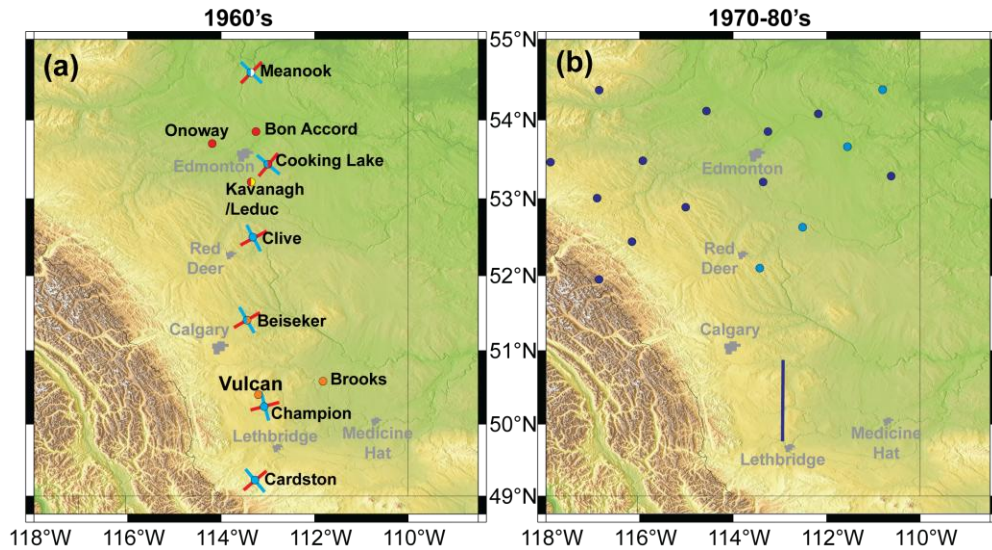 1960's
1970-80's
55°N
54°N
53°N
52°N
51°N
50°N
49°N
(a)
Meanook
Onoway
Bon Accord
Edmonton
Cooking Lake
Kavanagh
/Leduc
Clive
Red
Deer
Beiseker
Calgary
Vulcan
Brooks
Champion
Lethbridge
Medicine
Hat
Cardston
118°W
116°W
114°W
112°W
110°W
(b)
Edmonton
Red
Deer
Calgary
Medicine
Hat
Lethbridge
118°W
116°W
114°W
112°W
110°W